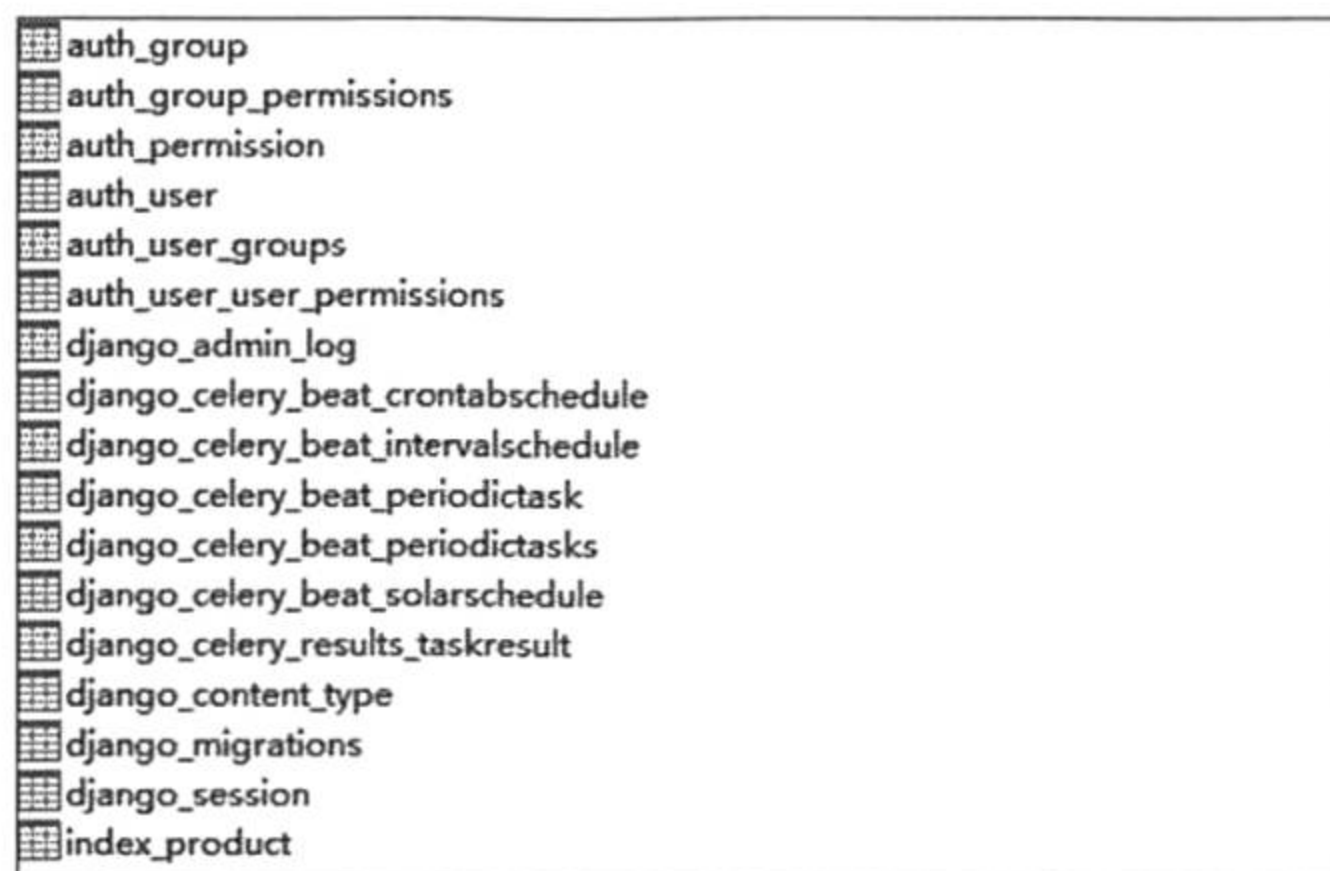 auth_group
auth_group_permissions
auth_permission
auth_user
auth_user_groups
auth_user_user_permissions
django_admin_log
django_celery_beat_crontabschedule
django_celery_beat_intervalschedule
django_celery_beat_periodictask
django_celery_beat_periodictasks
django_celery_beat_solarschedule
django_celery_results_taskresult
django_content_type
django_migrations
django_session
index_product